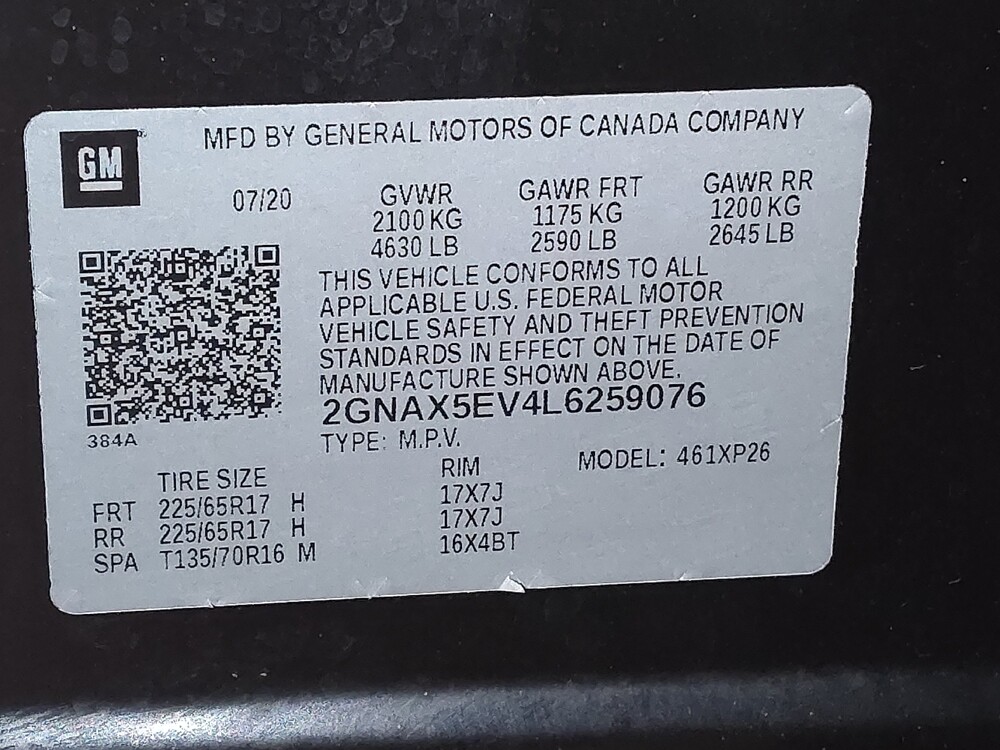 GM
MFD BY GENERAL MOTORS OF CANADA COMPANY
07/20 GVWR GAWR FRT GAWR RR
2100 KG 1175 KG 1200 KG
4630 LB 2590 LB 2645 LB
THIS VEHICLE CONFORMS TO ALL
APPLICABLE U.S. FEDERAL MOTOR
VEHICLE SAFETY AND THEFT PREVENTION
STANDARDS IN EFFECT ON THE DATE OF
MANUFACTURE SHOWN ABOVE.
2GNAX5EV4L6259076
384A
TYPE: M.P.V. MODEL: 461XP26
TIRE SIZE RIM
FRT 225/65R17 H 17X7J
RR 225/65R17 H 17X7J
SPA T135/70R16 M 16X4BT